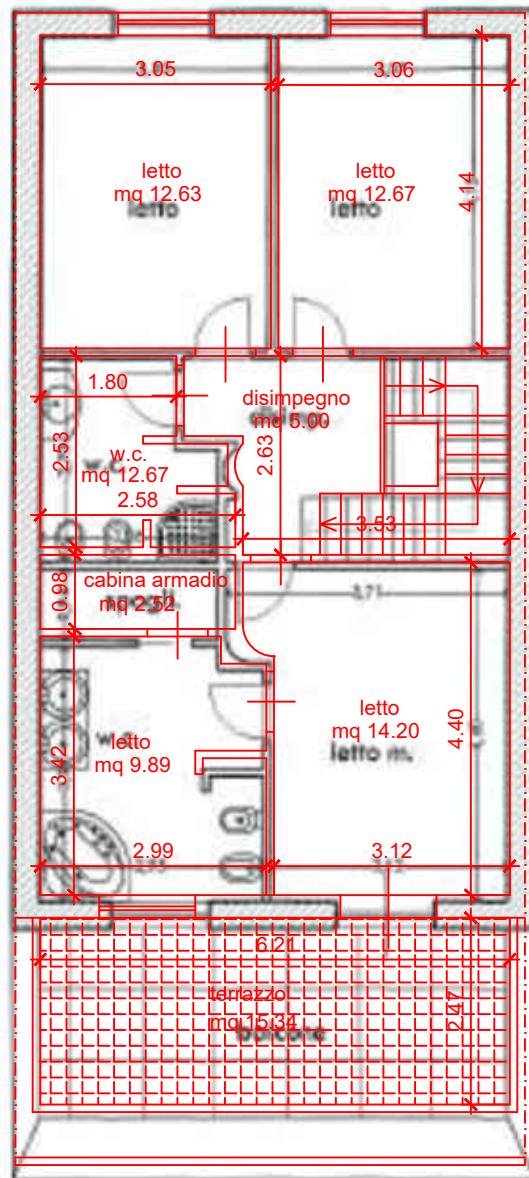 3.05
3.06
letto
mq 12.63
letto
mq 12.67
letto
letto
4.14
1.80
disimpegno
mq 5.00
2.53
w.c.
mq 12.67
w.c.
2.63
2.58
3.53
cabina armadio
mq 2.52
0.98
3.71
letto
mq 14.20
letto m.
4.40
letto
mq 9.89
w.c.
3.42
2.99
3.12
6.21
terrazzo
mq 15.34
balcone
2.47